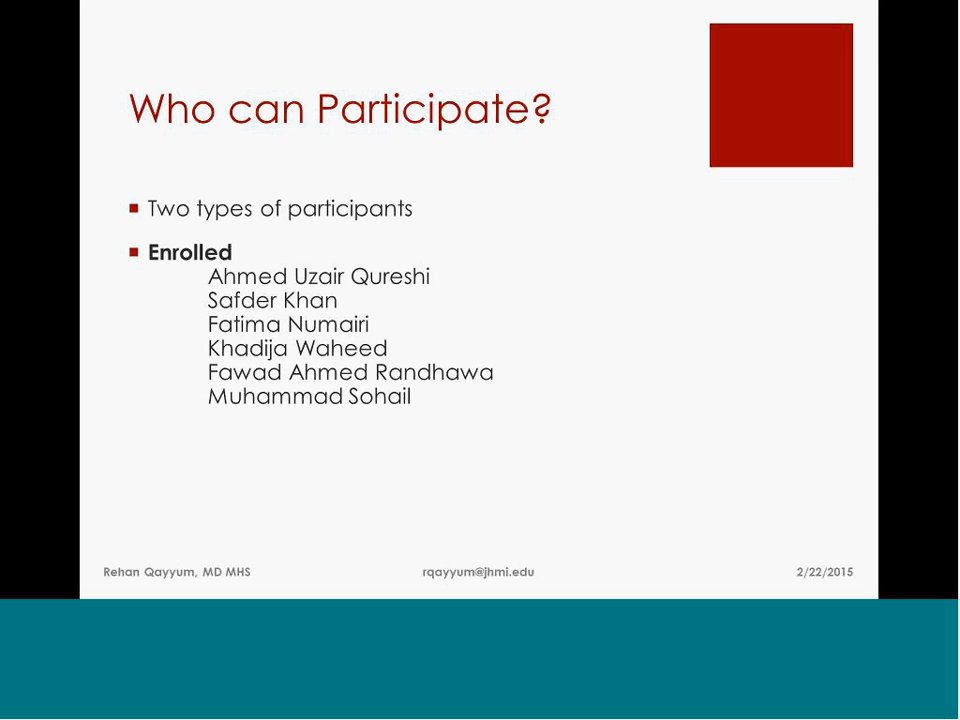 Who can Participate?
Two types of participants
Enrolled
Ahmed Uzair Qureshi
Safder Khan
Fatima Numairi
Khadija Waheed
Fawad Ahmed Randhawa
Muhammad Sohail
Rehan Qayyum, MD MHS rqayyum@jhmi.edu 2/22/2015